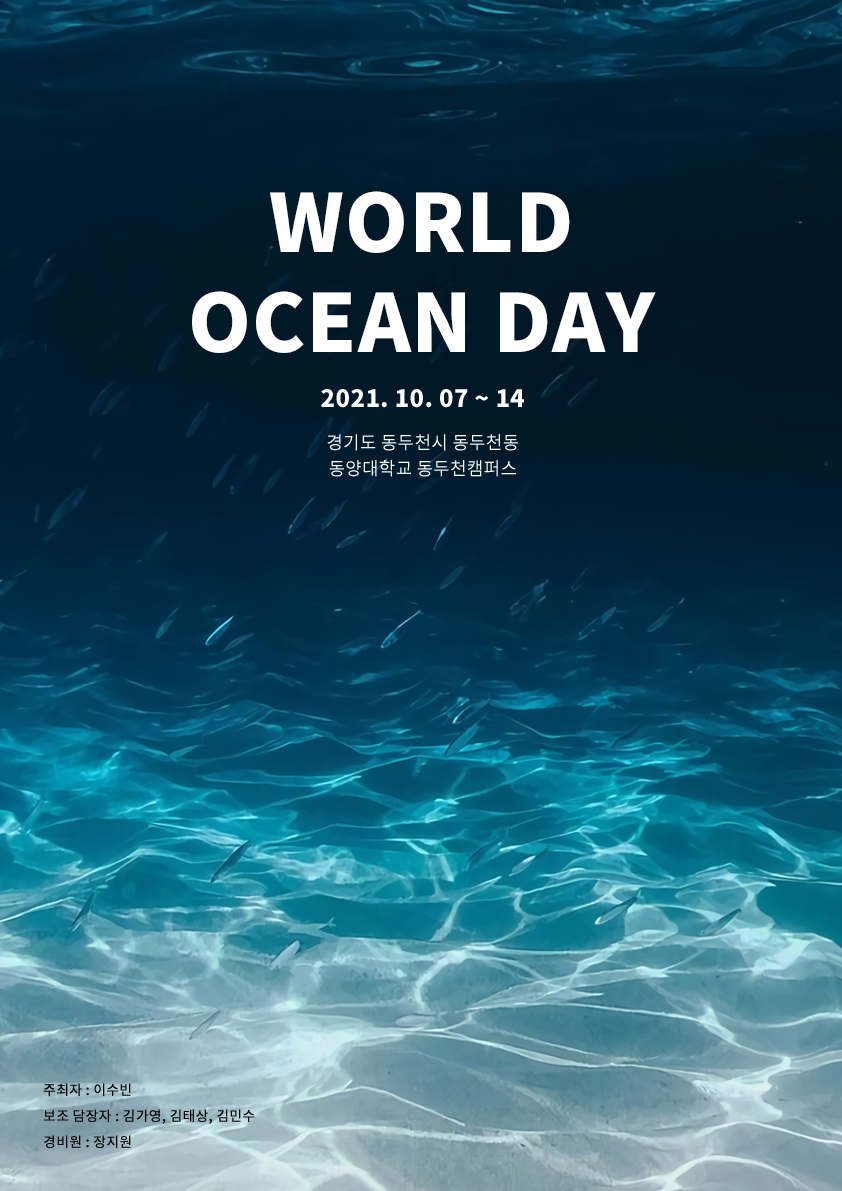 WORLD
OCEAN DAY
2021. 10. 07 ~ 14
경기도 동두천시 동두천동
동양대학교 동두천캠퍼스
주최자 : 이수빈
보조 담장자 : 김가영, 김태상, 김민수
경비원 : 장지원